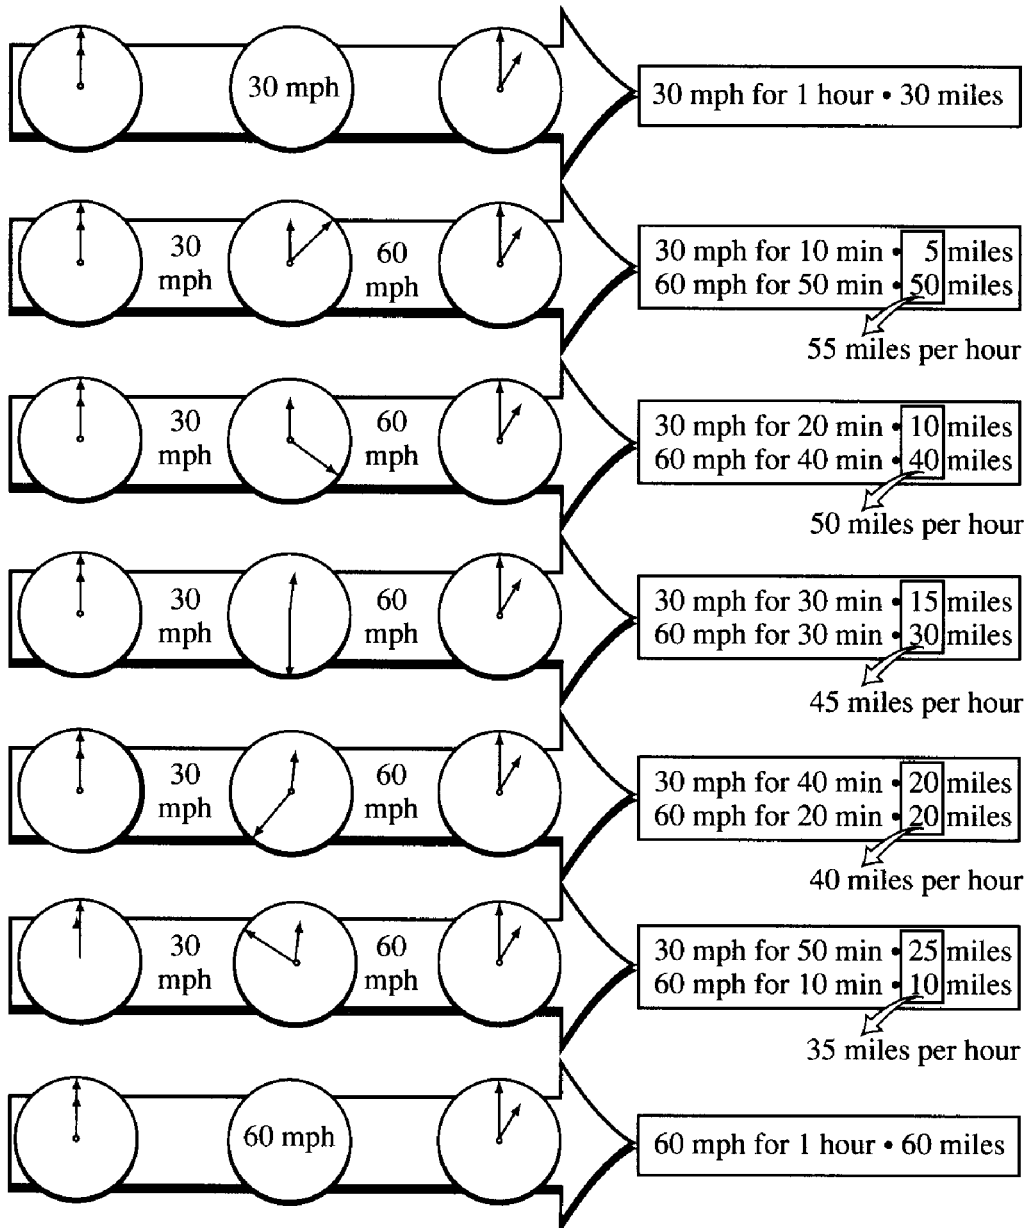 30 mph
30 mph for 1 hour • 30 miles
30
mph
60
mph
30 mph for 10 min • 5 miles
60 mph for 50 min • 50 miles
55 miles per hour
30
mph
60
mph
30 mph for 20 min • 10 miles
60 mph for 40 min • 40 miles
50 miles per hour
30
mph
60
mph
30 mph for 30 min • 15 miles
60 mph for 30 min • 30 miles
45 miles per hour
30
mph
60
mph
30 mph for 40 min • 20 miles
60 mph for 20 min • 20 miles
40 miles per hour
30
mph
60
mph
30 mph for 50 min • 25 miles
60 mph for 10 min • 10 miles
35 miles per hour
60 mph
60 mph for 1 hour • 60 miles